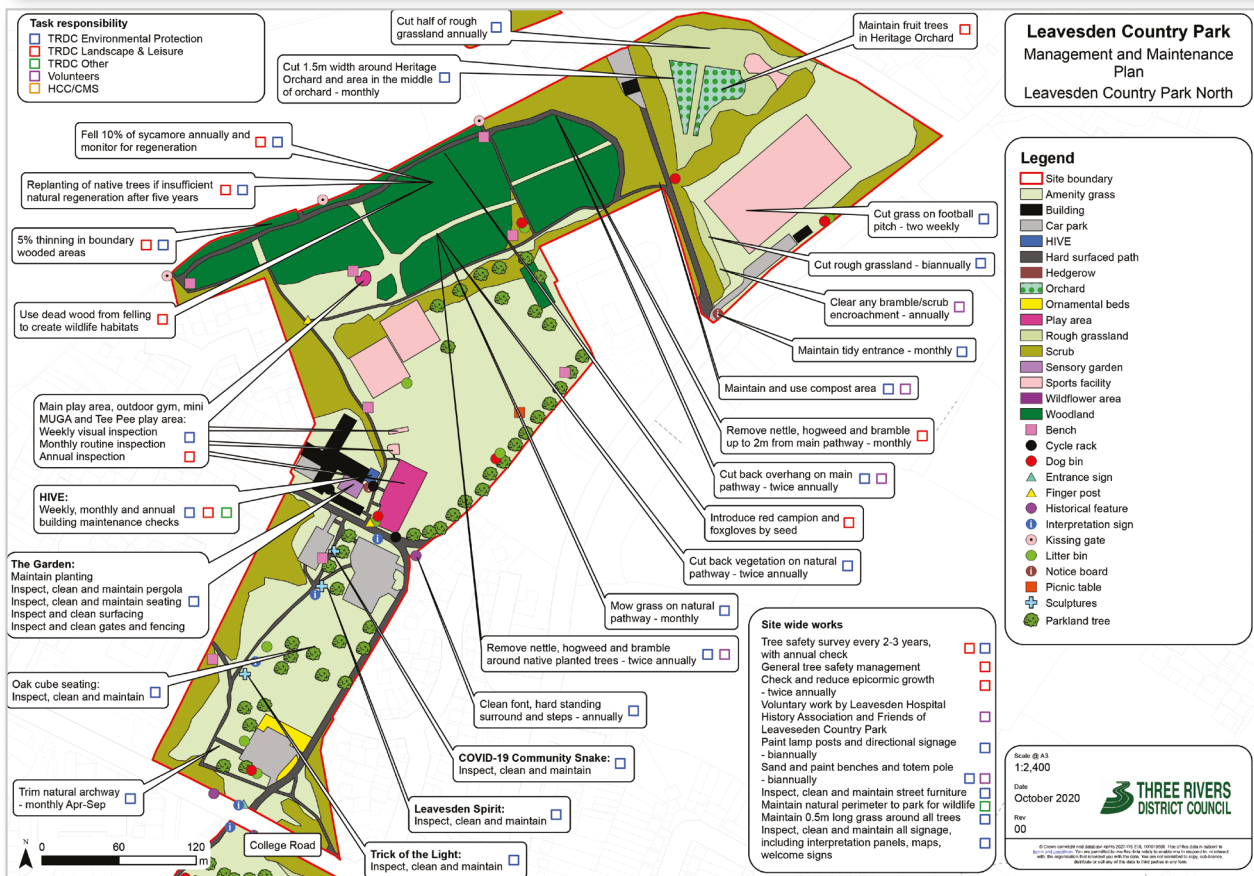 Task responsibility
TRDC Environmental Protection
TRDC Landscape & Leisure
TRDC Other
Volunteers
HCC/CMS
Cut half of rough
grassland annually
Maintain fruit trees
in Heritage Orchard
Cut 1.5m width around Heritage
Orchard and area in the middle
of orchard - monthly
Leavesden Country Park
Management and Maintenance
Plan
Leavesden Country Park North
Fell 10% of sycamore annually and
monitor for regeneration
Replanting of native trees if insufficient
natural regeneration after five years
5% thinning in boundary
wooded areas
Use dead wood from felling
to create wildlife habitats
Cut grass on football
pitch - two weekly
Cut rough grassland - biannually
Clear any bramble/scrub
encroachment - annually
Maintain tidy entrance - monthly
Maintain and use compost area
Remove nettle, hogweed and bramble
up to 2m from main pathway - monthly
Cut back overhang on main
pathway - twice annually
Introduce red campion and
foxgloves by seed
Cut back vegetation on natural
pathway - twice annually
Mow grass on natural
pathway - monthly
Remove nettle, hogweed and bramble
around native planted trees - twice annually
Clean font, hard standing
surround and steps - annually
COVID-19 Community Snake:
Inspect, clean and maintain
Leavesden Spirit:
Inspect, clean and maintain
Trick of the Light:
Inspect, clean and maintain
Main play area, outdoor gym, mini
MUGA and Tee Pee play area:
Weekly visual inspection
Monthly routine inspection
Annual inspection
HIVE:
Weekly, monthly and annual
building maintenance checks
The Garden:
Maintain planting
Inspect, clean and maintain pergola
Inspect, clean and maintain seating
Inspect and clean surfacing
Inspect and clean gates and fencing
Oak cube seating:
Inspect, clean and maintain
Trim natural archway
- monthly Apr-Sep
College Road
N
0 60 120
m
Legend
Site boundary
Amenity grass
Building
Car park
HIVE
Hard surfaced path
Hedgerow
Orchard
Ornamental beds
Play area
Rough grassland
Scrub
Sensory garden
Sports facility
Wildflower area
Woodland
Bench
Cycle rack
Dog bin
Entrance sign
Finger post
Historical feature
Interpretation sign
Kissing gate
Litter bin
Notice board
Picnic table
Sculptures
Parkland tree
Site wide works
Tree safety survey every 2-3 years,
with annual check
General tree safety management
Check and reduce epicormic growth
- twice annually
Voluntary work by Leavesden Hospital
History Association and Friends of
Leaveseden Country Park
Paint lamp posts and directional signage
- biannually
Sand and paint benches and totem pole
- biannually
Inspect, clean and maintain street furniture
Maintain natural perimeter to park for wildlife
Maintain 0.5m long grass around all trees
Inspect, clean and maintain all signage,
including interpretation panels, maps,
welcome signs
Scale @ A3
1:2,400
Date
October 2020
Rev
00
THREE RIVERS
DISTRICT COUNCIL